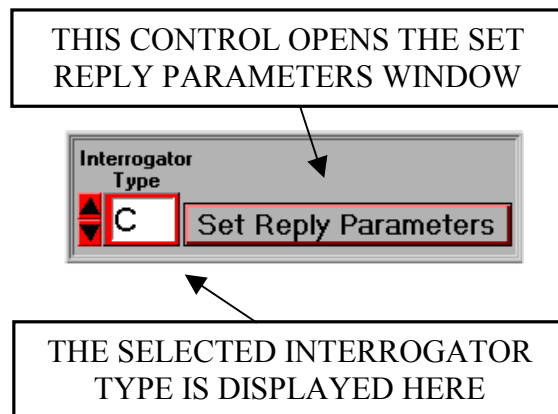 THIS CONTROL OPENS THE SET
REPLY PARAMETERS WINDOW
Interrogator
Type
C
Set Reply Parameters
THE SELECTED INTERROGATOR
TYPE IS DISPLAYED HERE